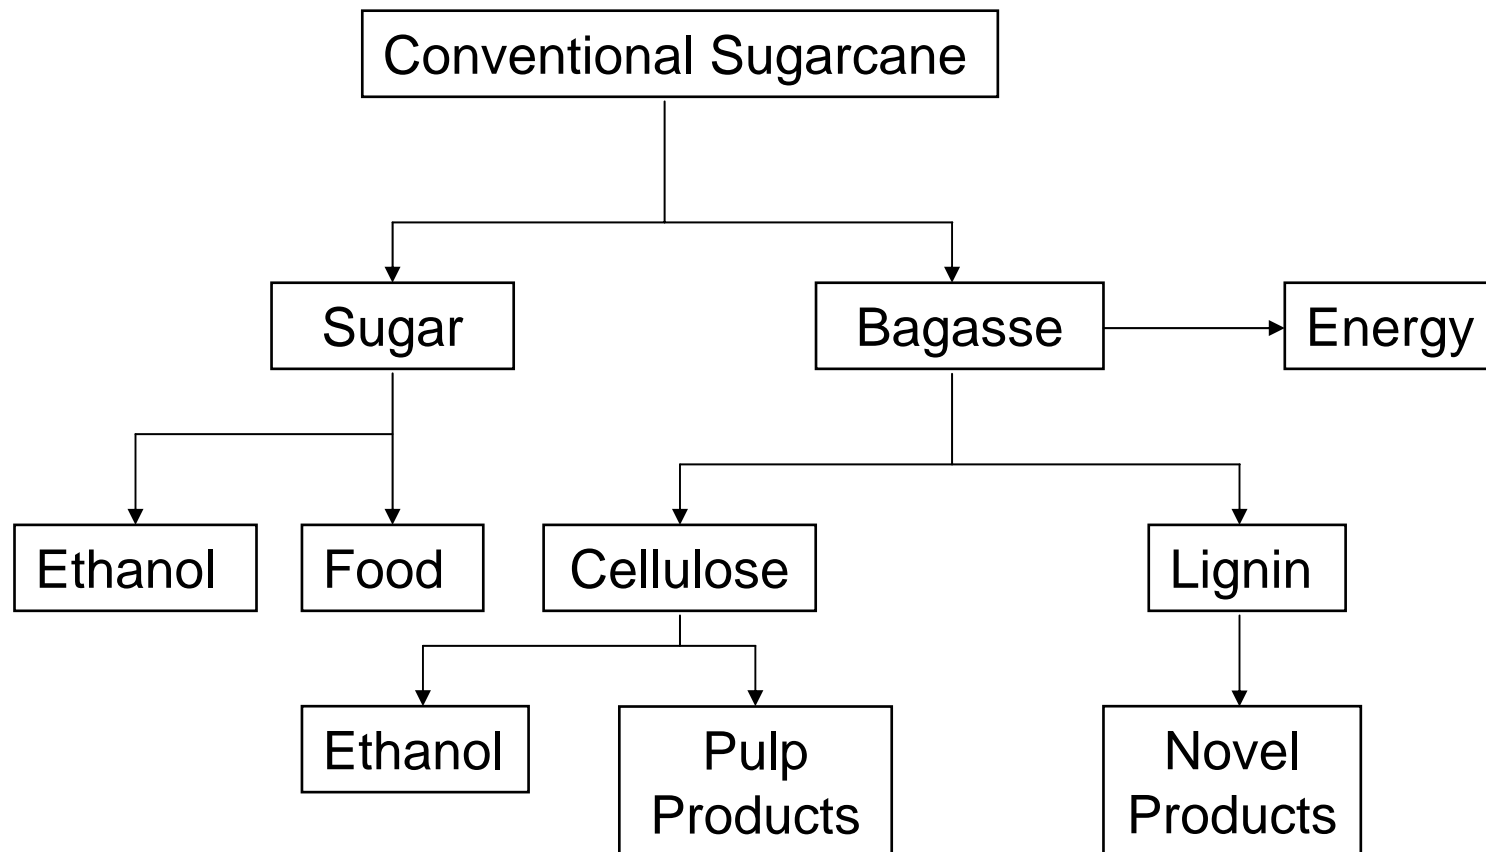 Conventional Sugarcane
Sugar
Bagasse
Energy
Ethanol
Food
Cellulose
Lignin
Ethanol
Pulp
Products
Novel
Products